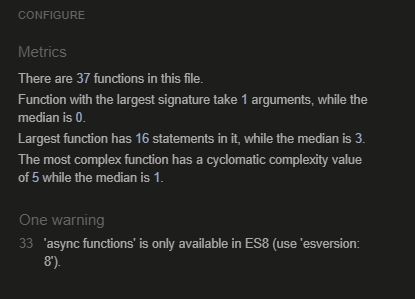 CONFIGURE
Metrics
There are 37 functions in this file.
Function with the largest signature take 1 arguments, while the
median is 0.
Largest function has 16 statements in it, while the median is 3.
The most complex function has a cyclomatic complexity value
of 5 while the median is 1.
One warning
33 'async functions' is only available in ES8 (use 'esversion:
8').